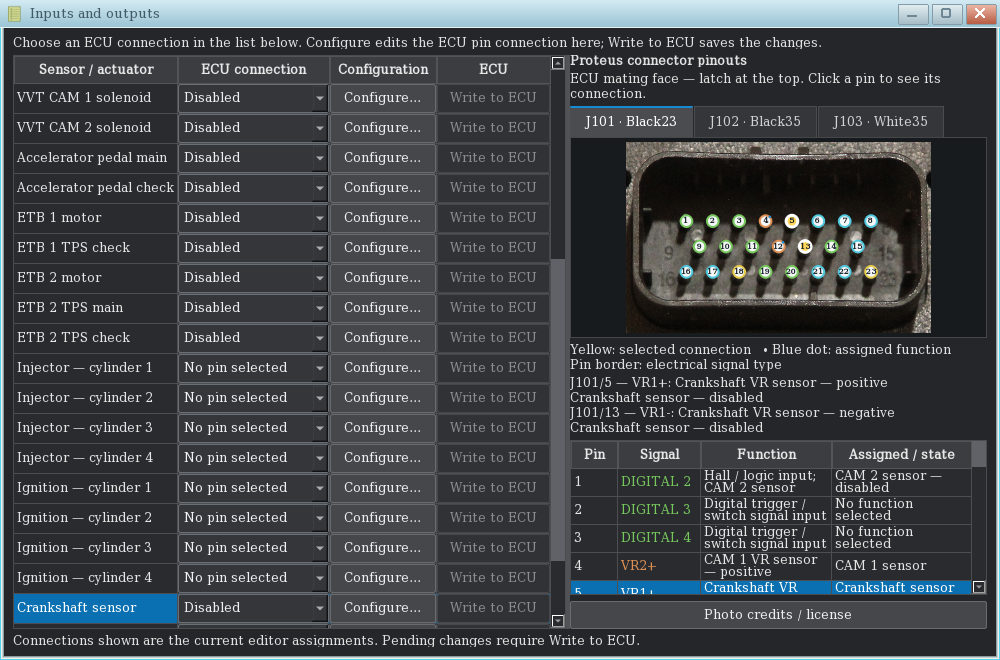 Inputs and outputs
Choose an ECU connection in the list below. Configure edits the ECU pin connection here; Write to ECU saves the changes.
Sensor / actuator ECU connection Configuration ECU
VVT CAM 1 solenoid Disabled Configure... Write to ECU
VVT CAM 2 solenoid Disabled Configure... Write to ECU
Accelerator pedal main Disabled Configure... Write to ECU
Accelerator pedal check Disabled Configure... Write to ECU
ETB 1 motor Disabled Configure... Write to ECU
ETB 1 TPS check Disabled Configure... Write to ECU
ETB 2 motor Disabled Configure... Write to ECU
ETB 2 TPS main Disabled Configure... Write to ECU
ETB 2 TPS check Disabled Configure... Write to ECU
Injector — cylinder 1 No pin selected Configure... Write to ECU
Injector — cylinder 2 No pin selected Configure... Write to ECU
Injector — cylinder 3 No pin selected Configure... Write to ECU
Injector — cylinder 4 No pin selected Configure... Write to ECU
Ignition — cylinder 1 No pin selected Configure... Write to ECU
Ignition — cylinder 2 No pin selected Configure... Write to ECU
Ignition — cylinder 3 No pin selected Configure... Write to ECU
Ignition — cylinder 4 No pin selected Configure... Write to ECU
Crankshaft sensor Disabled Configure... Write to ECU
Proteus connector pinouts
ECU mating face — latch at the top. Click a pin to see its
connection.
J101 · Black23 J102 · Black35 J103 · White35
1 2 3 4 5 6 7 8
9 9 10 11 12 13 14 15 15
16 16 17 18 19 20 21 22 23
Yellow: selected connection • Blue dot: assigned function
Pin border: electrical signal type
J101/5 — VR1+: Crankshaft VR sensor — positive
Crankshaft sensor — disabled
J101/13 — VR1-: Crankshaft VR sensor — negative
Crankshaft sensor — disabled
Pin Signal Function Assigned / state
1 DIGITAL 2 Hall / logic input; CAM 2 sensor —
CAM 2 sensor disabled
2 DIGITAL 3 Digital trigger / No function
switch signal input selected
3 DIGITAL 4 Digital trigger / No function
switch signal input selected
4 VR2+ CAM 1 VR sensor CAM 1 sensor
— positive
5 VR1+ Crankshaft VR Crankshaft sensor
Photo credits / license
Connections shown are the current editor assignments. Pending changes require Write to ECU.